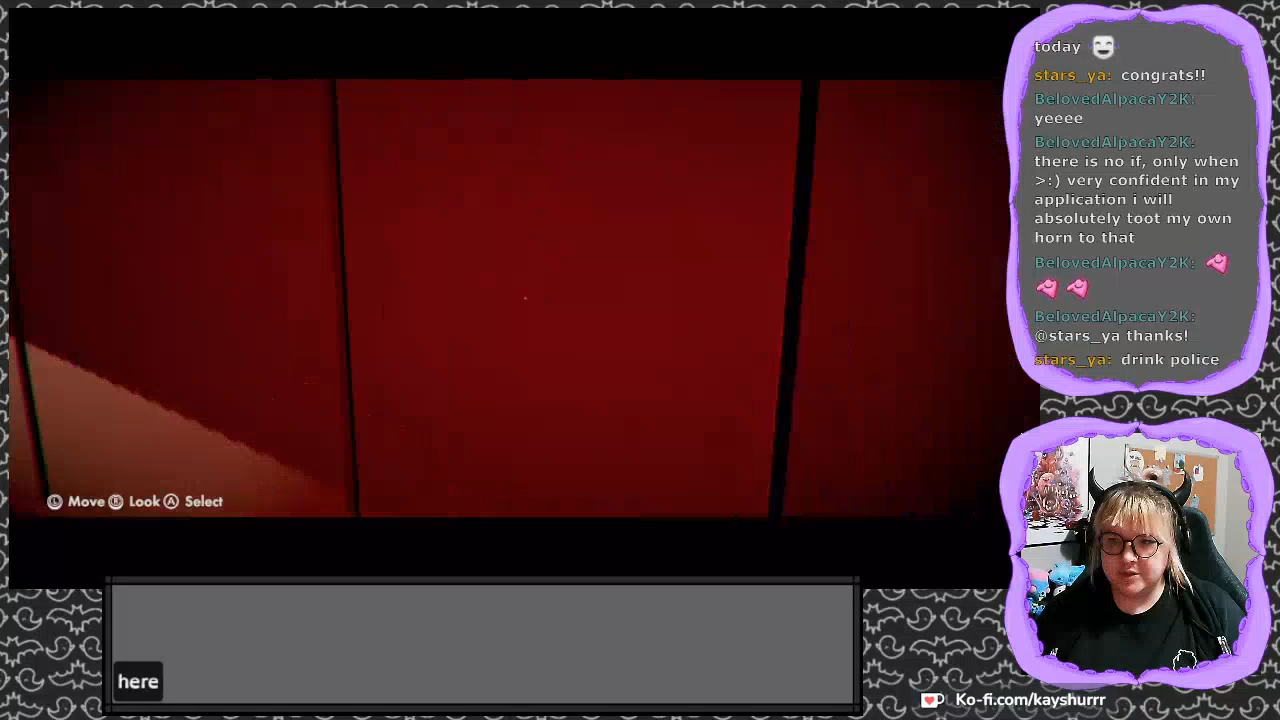 today
stars_ya: congrats!!
BelovedAlpacaY2K:
yeeee
BelovedAlpacaY2K:
there is no if, only when
>:) very confident in my
application i will
absolutely toot my own
horn to that
BelovedAlpacaY2K:
BelovedAlpacaY2K:
@stars_ya thanks!
stars_ya: drink police
L Move R Look A Select
here
Ko-fi.com/kayshurrr